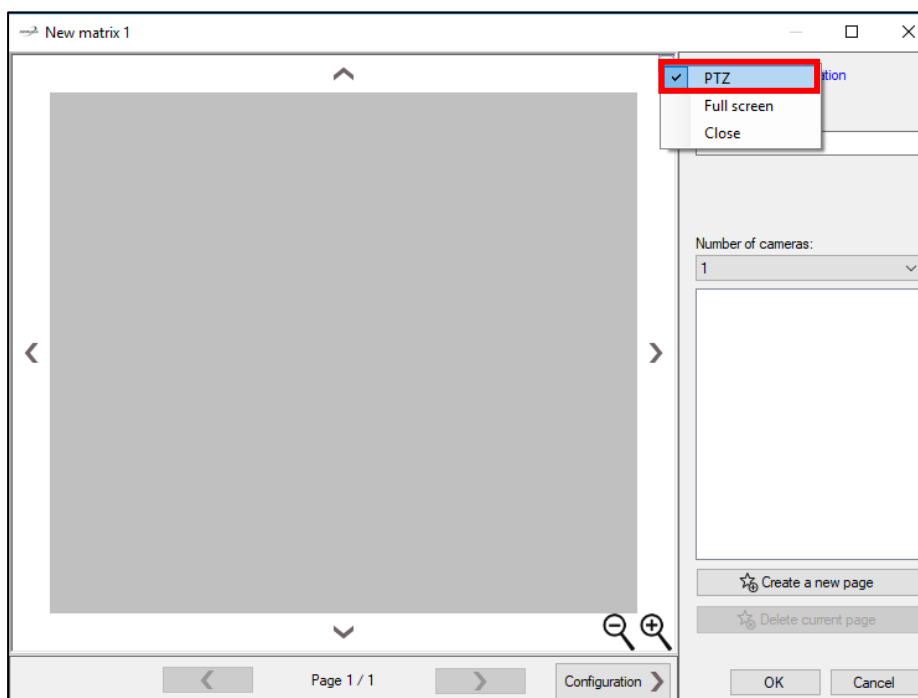 New matrix 1
PTZ
Full screen
Close
Number of cameras:
1
Create a new page
Delete current page
Page 1 / 1
Configuration
OK
Cancel